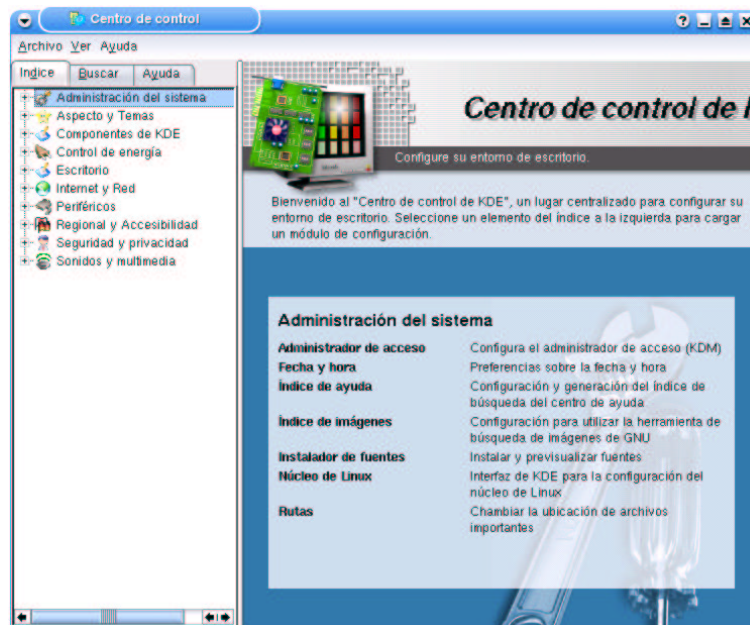 Centro de control
Archivo Ver Ayuda
Indice Buscar Ayuda
Administración del sistema
Aspecto y Temas
Componentes de KDE
Control de energía
Escritorio
Internet y Red
Periféricos
Regional y Accesibilidad
Seguridad y privacidad
Sonidos y multimedia
Centro de control de
Configure su entorno de escritorio.
Bienvenido al "Centro de control de KDE", un lugar centralizado para configurar su
entorno de escritorio. Seleccione un elemento del índice a la izquierda para cargar
un módulo de configuración.
Administración del sistema
Administrador de acceso Configura el administrador de acceso (KDM)
Fecha y hora Preferencias sobre la fecha y hora
Índice de ayuda Configuración y generación del índice de
búsqueda del centro de ayuda
Índice de imágenes Configuración para utilizar la herramienta de
búsqueda de imágenes de GNU
Instalador de fuentes Instalar y previsualizar fuentes
Núcleo de Linux Interfaz de KDE para la configuración del
núcleo de Linux
Rutas Chambiar la ubicación de archivos
importantes